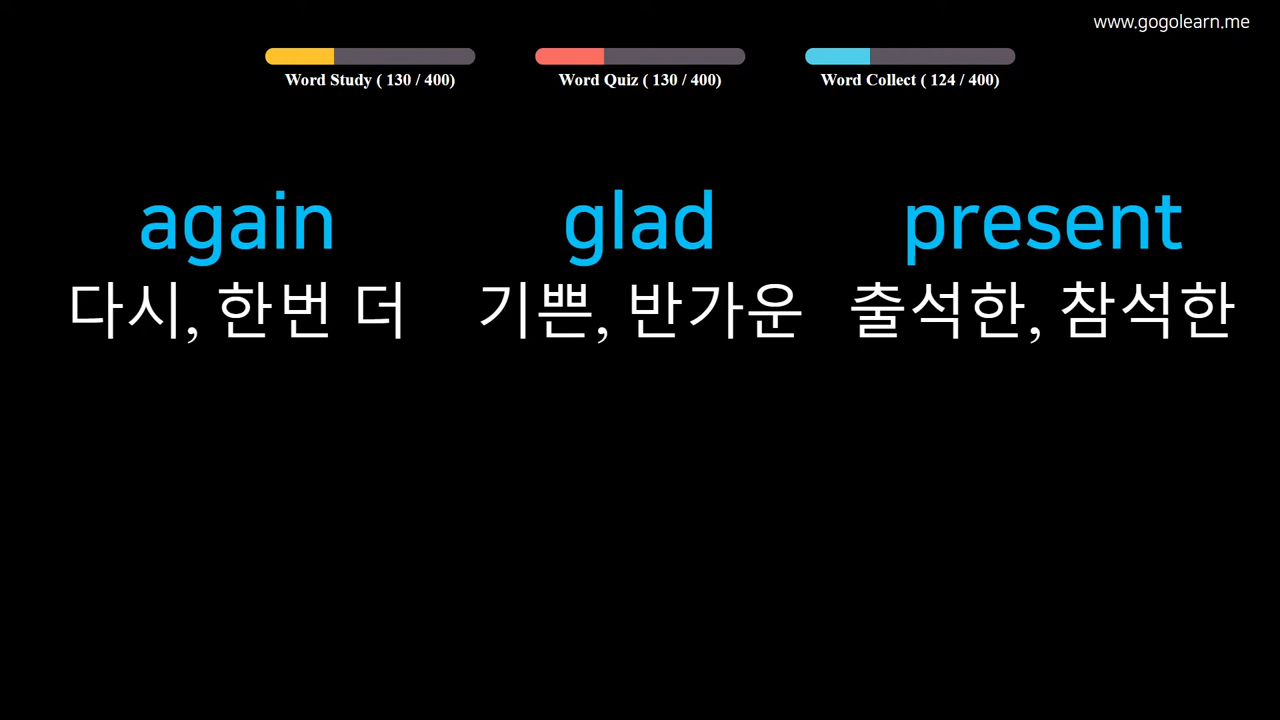 www.gogolearn.me
Word Study ( 130 / 400) Word Quiz ( 130 / 400) Word Collect ( 124 / 400)
again glad present
다시, 한번 더 기쁜, 반가운 출석한, 참석한